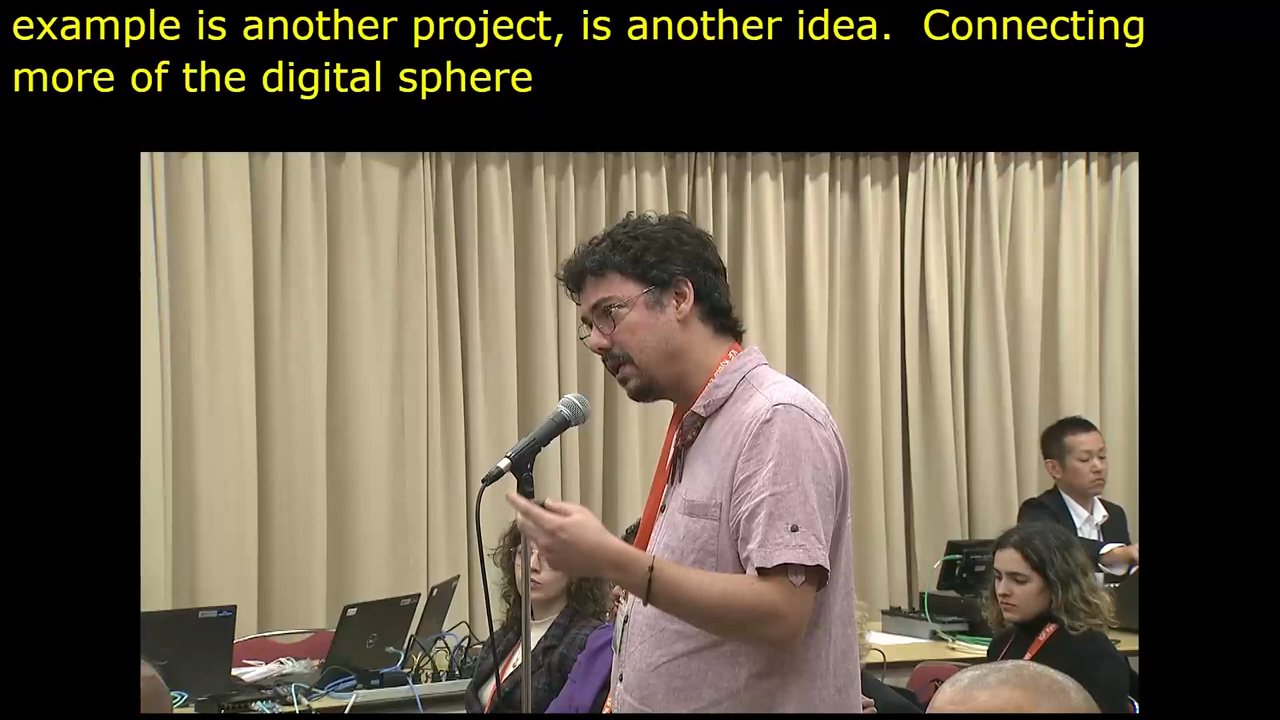 example is another project, is another idea.  Connecting
more of the digital sphere